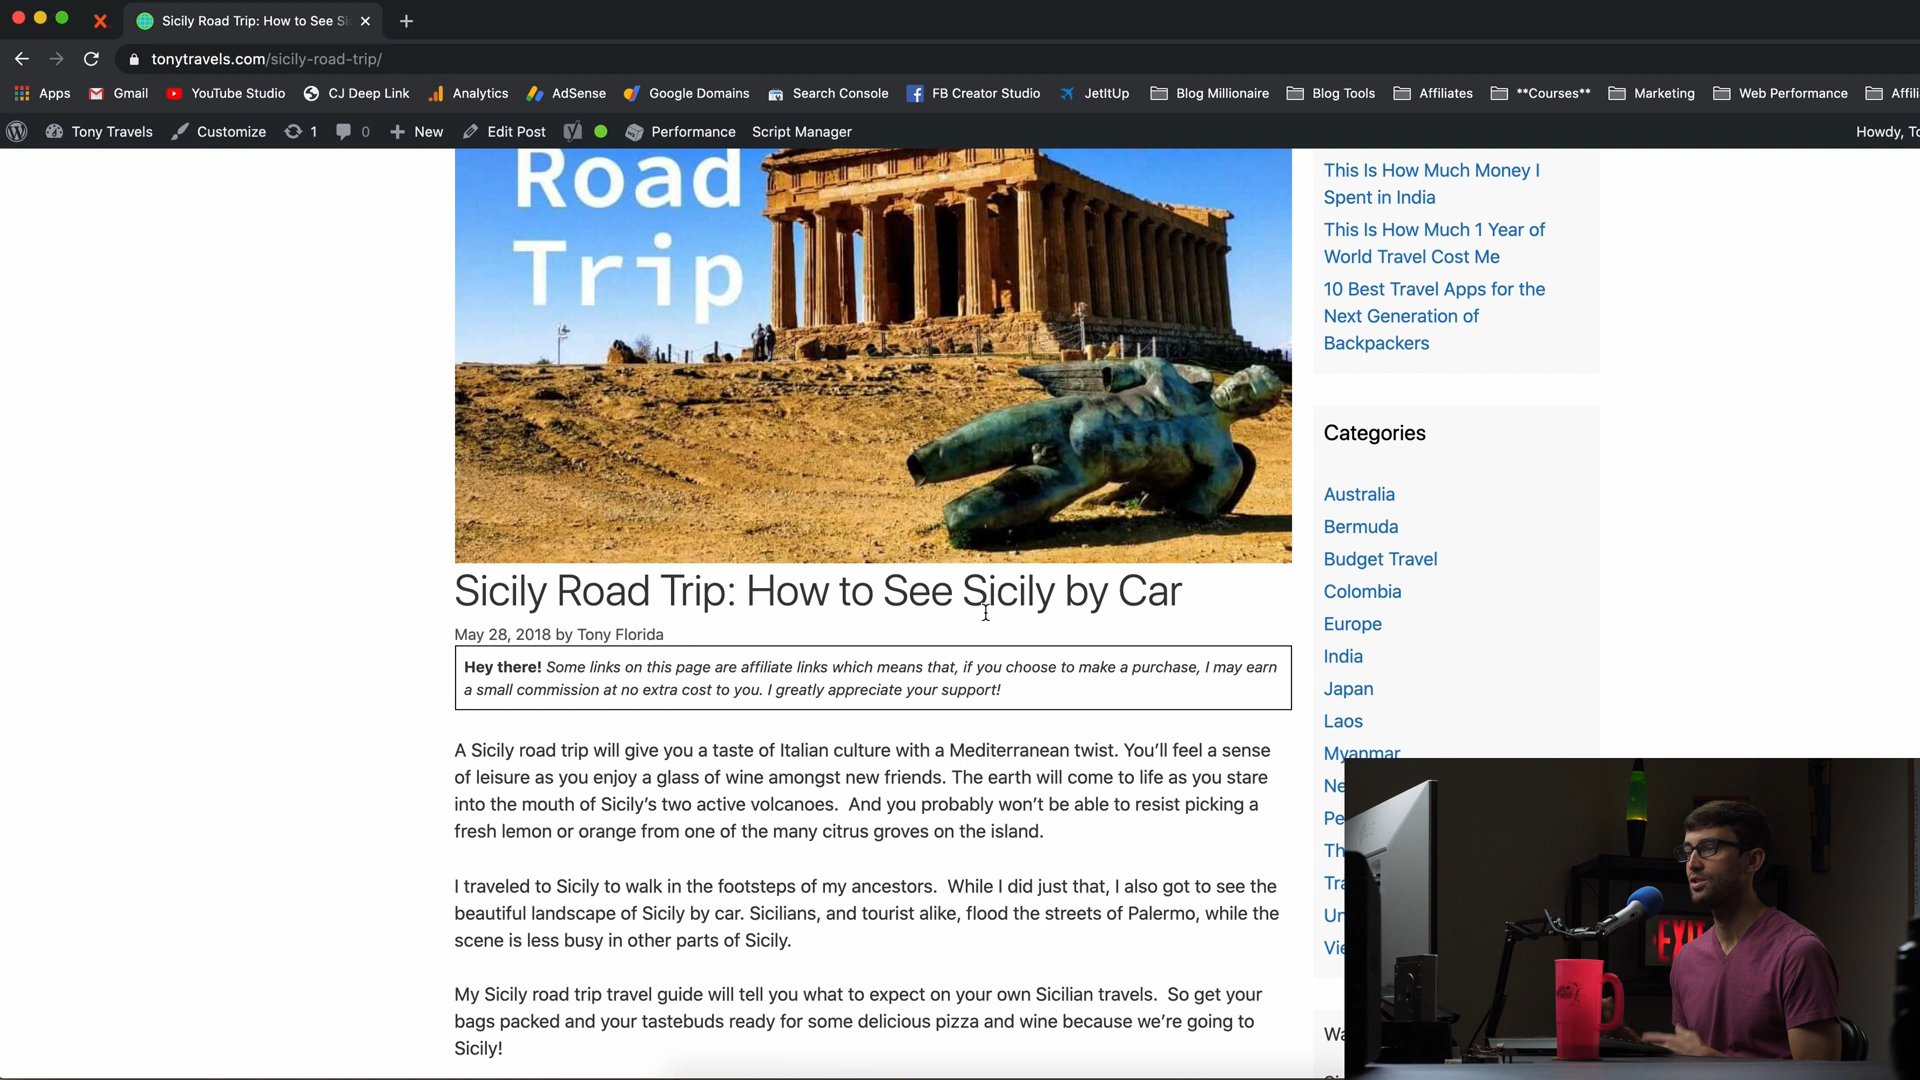 Sicily Road Trip: How to See Si
tonytravels.com/sicily-road-trip/
Apps Gmail YouTube Studio CJ Deep Link Analytics AdSense Google Domains Search Console FB Creator Studio JetItUp Blog Millionaire Blog Tools Affiliates **Courses** Marketing Web Performance Affili
Tony Travels Customize 1 0 New Edit Post Performance Script Manager Howdy, To
Road
Trip
This Is How Much Money I
Spent in India
This Is How Much 1 Year of
World Travel Cost Me
10 Best Travel Apps for the
Next Generation of
Backpackers
Categories
Australia
Bermuda
Budget Travel
Colombia
Europe
India
Japan
Laos
Myanmar
Ne
Pe
Th
Tra
Un
Vie
Wa
Sicily Road Trip: How to See Sicily by Car
May 28, 2018 by Tony Florida
Hey there! Some links on this page are affiliate links which means that, if you choose to make a purchase, I may earn
a small commission at no extra cost to you. I greatly appreciate your support!
A Sicily road trip will give you a taste of Italian culture with a Mediterranean twist. You’ll feel a sense
of leisure as you enjoy a glass of wine amongst new friends. The earth will come to life as you stare
into the mouth of Sicily’s two active volcanoes. And you probably won’t be able to resist picking a
fresh lemon or orange from one of the many citrus groves on the island.
I traveled to Sicily to walk in the footsteps of my ancestors. While I did just that, I also got to see the
beautiful landscape of Sicily by car. Sicilians, and tourist alike, flood the streets of Palermo, while the
scene is less busy in other parts of Sicily.
My Sicily road trip travel guide will tell you what to expect on your own Sicilian travels. So get your
bags packed and your tastebuds ready for some delicious pizza and wine because we’re going to
Sicily!
EXI